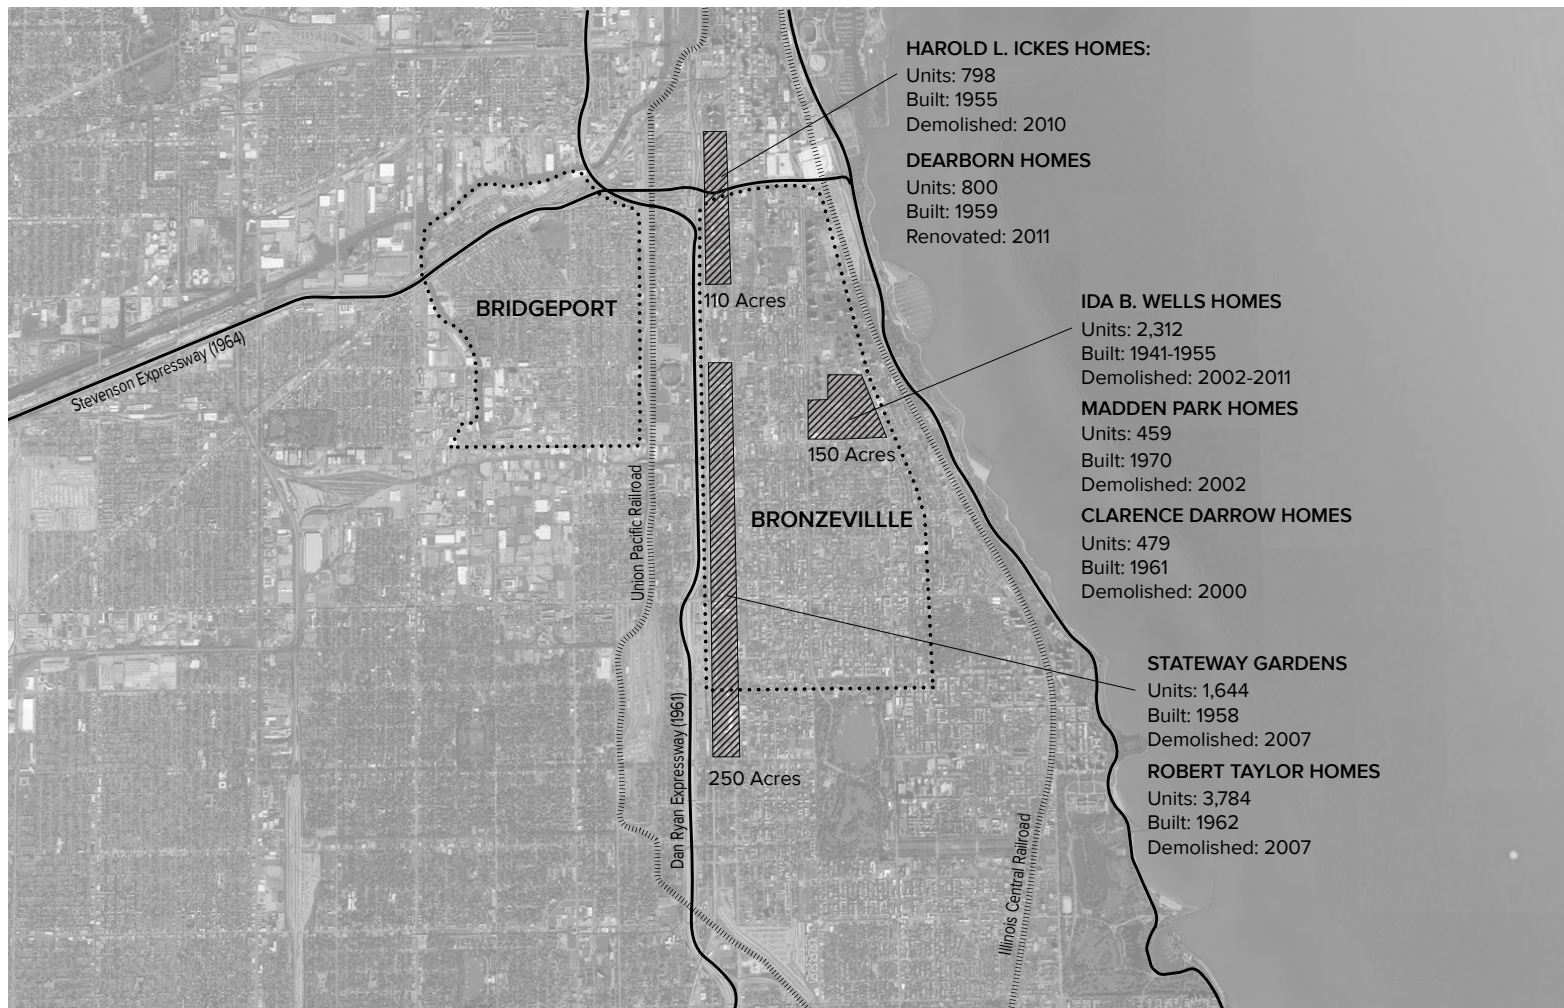 HAROLD L. ICKES HOMES:
Units: 798
Built: 1955
Demolished: 2010
DEARBORN HOMES
Units: 800
Built: 1959
Renovated: 2011
110 Acres
BRIDGEPORT
Stevenson Expressway (1964)
IDA B. WELLS HOMES
Units: 2,312
Built: 1941-1955
Demolished: 2002-2011
MADDEN PARK HOMES
Units: 459
Built: 1970
Demolished: 2002
CLARENCE DARROW HOMES
Units: 479
Built: 1961
Demolished: 2000
150 Acres
BRONZEVILLLE
Union Pacific Railroad
STATEWAY GARDENS
Units: 1,644
Built: 1958
Demolished: 2007
ROBERT TAYLOR HOMES
Units: 3,784
Built: 1962
Demolished: 2007
250 Acres
Dan Ryan Expressway (1961)
Illinois Central Railroad